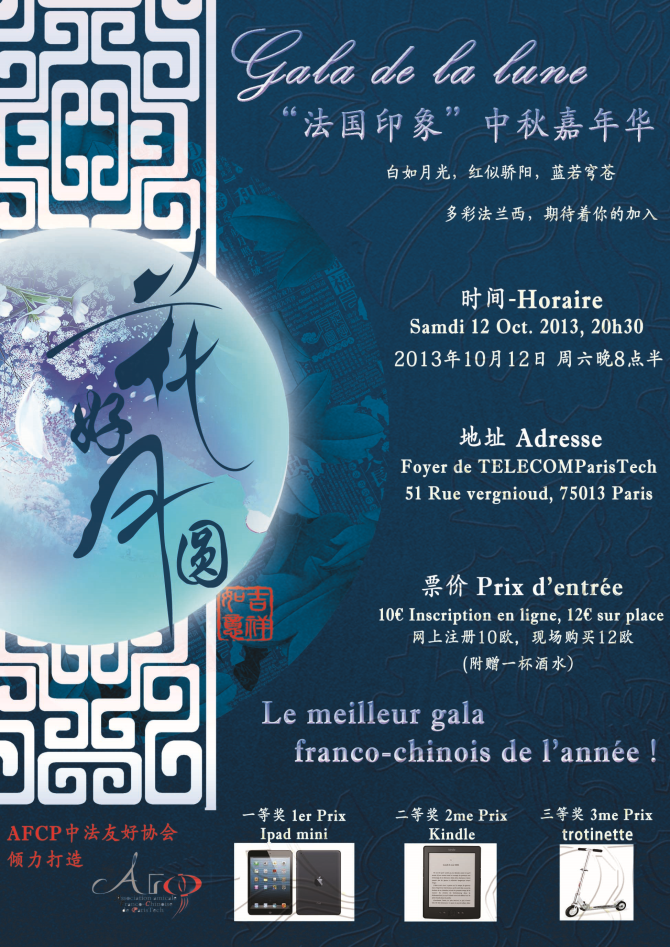 Gala de la lune
“法国印象”中秋嘉年华
白如月光，红似骄阳，蓝若穹苍
多彩法兰西，期待着你的加入
花好月圆
吉祥如意
时间-Horaire
Samdi 12 Oct. 2013, 20h30
2013年10月12日 周六晚8点半
地址 Adresse
Foyer de TELECOMParisTech
51 Rue vergnioud, 75013 Paris
票价 Prix d’entrée
10€ Inscription en ligne, 12€ sur place
网上注册10欧，现场购买12欧
(附赠一杯酒水)
Le meilleur gala
franco-chinois de l’année !
AFCP中法友好协会
倾力打造
一等奖 1er Prix
Ipad mini
二等奖 2me Prix
Kindle
三等奖 3me Prix
trotinette